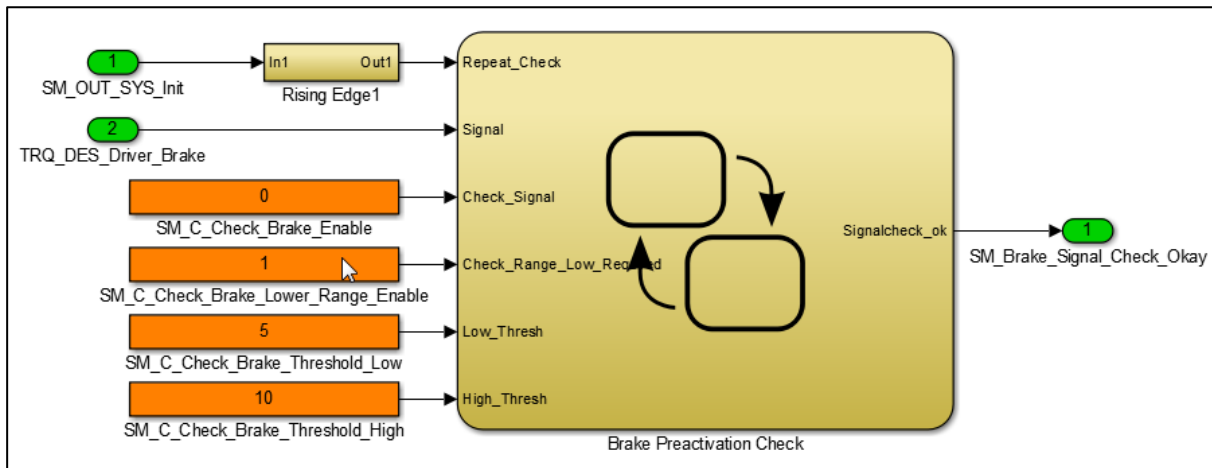 1
SM_OUT_SYS_Init
In1 Out1
Rising Edge1
Repeat_Check
2
TRQ_DES_Driver_Brake
Signal
0
SM_C_Check_Brake_Enable
Check_Signal
1
SM_C_Check_Brake_Lower_Range_Enable
Check_Range_Low_Required
5
SM_C_Check_Brake_Threshold_Low
Low_Thresh
10
SM_C_Check_Brake_Threshold_High
High_Thresh
Signalcheck_ok
1
SM_Brake_Signal_Check_Okay
Brake Preactivation Check